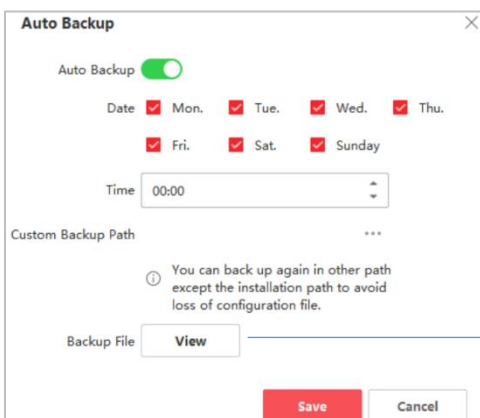 Auto Backup
Auto Backup
Date Mon. Tue. Wed. Thu.
Fri. Sat. Sunday
Time 00:00
Custom Backup Path ...
You can back up again in other path
except the installation path to avoid
loss of configuration file.
Backup File View
Save Cancel